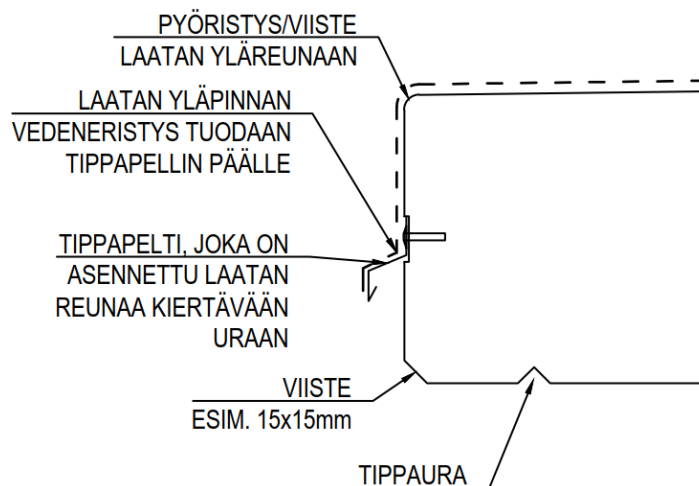 PYÖRISTYS/VIISTE
LAATAN YLÄREUNAAN
LAATAN YLÄPINNAN
VEDENERISTYS TUODAAN
TIPPAPELLIN PÄÄLLE
TIPPAPELTI, JOKA ON
ASENNETTU LAATAN
REUNAA KIERTÄVÄÄN
URAAN
VIISTE
ESIM. 15x15mm
TIPPAURA